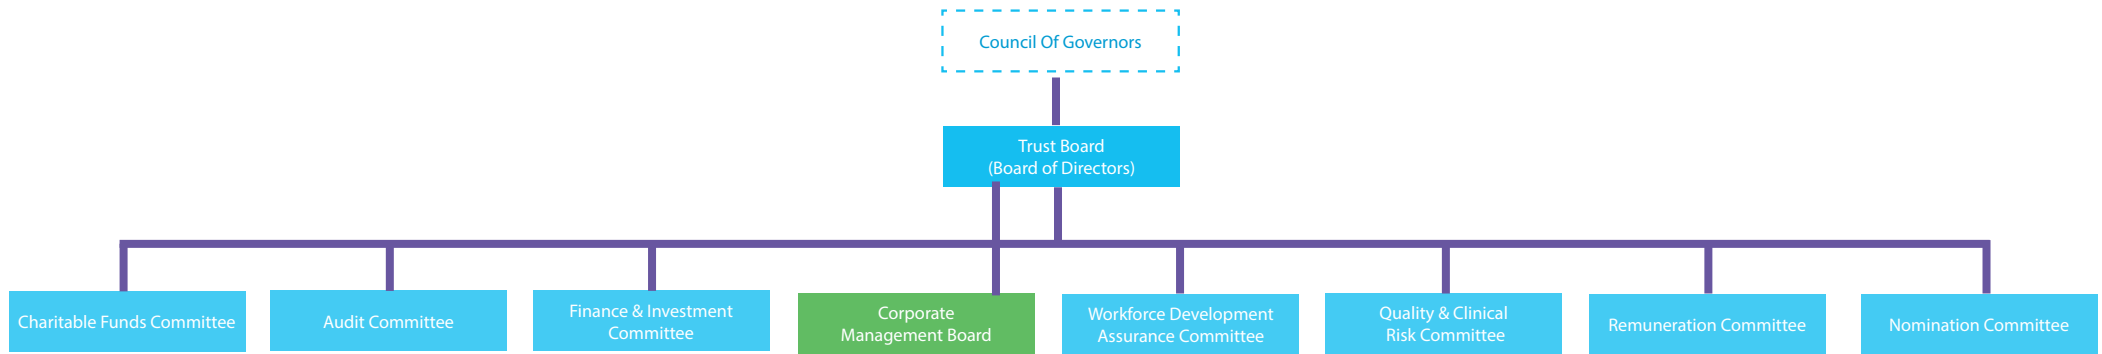 Council Of Governors
Trust Board
(Board of Directors)
Charitable Funds Committee
Audit Committee
Finance & Investment
Committee
Corporate
Management Board
Workforce Development
Assurance Committee
Quality & Clinical
Risk Committee
Remuneration Committee
Nomination Committee